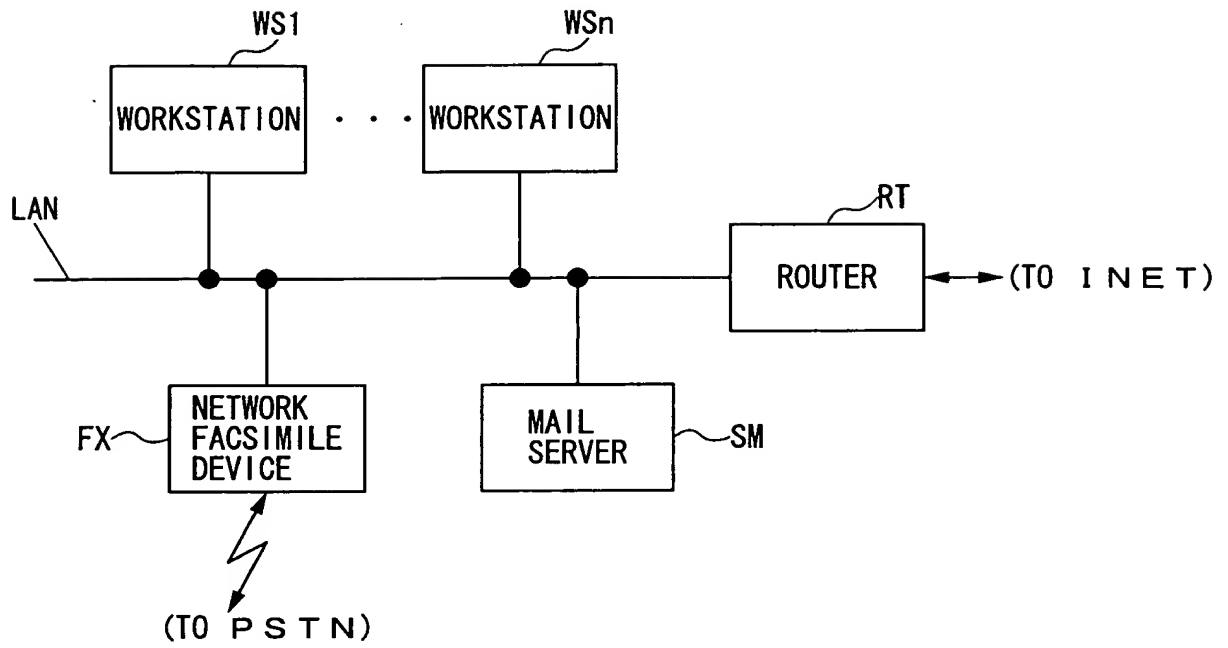 WS1
WSn
WORKSTATION
· · ·
WORKSTATION
LAN
RT
ROUTER
(TO INET)
FX
NETWORK
FACSIMILE
DEVICE
MAIL
SERVER
SM
(TO PSTN)